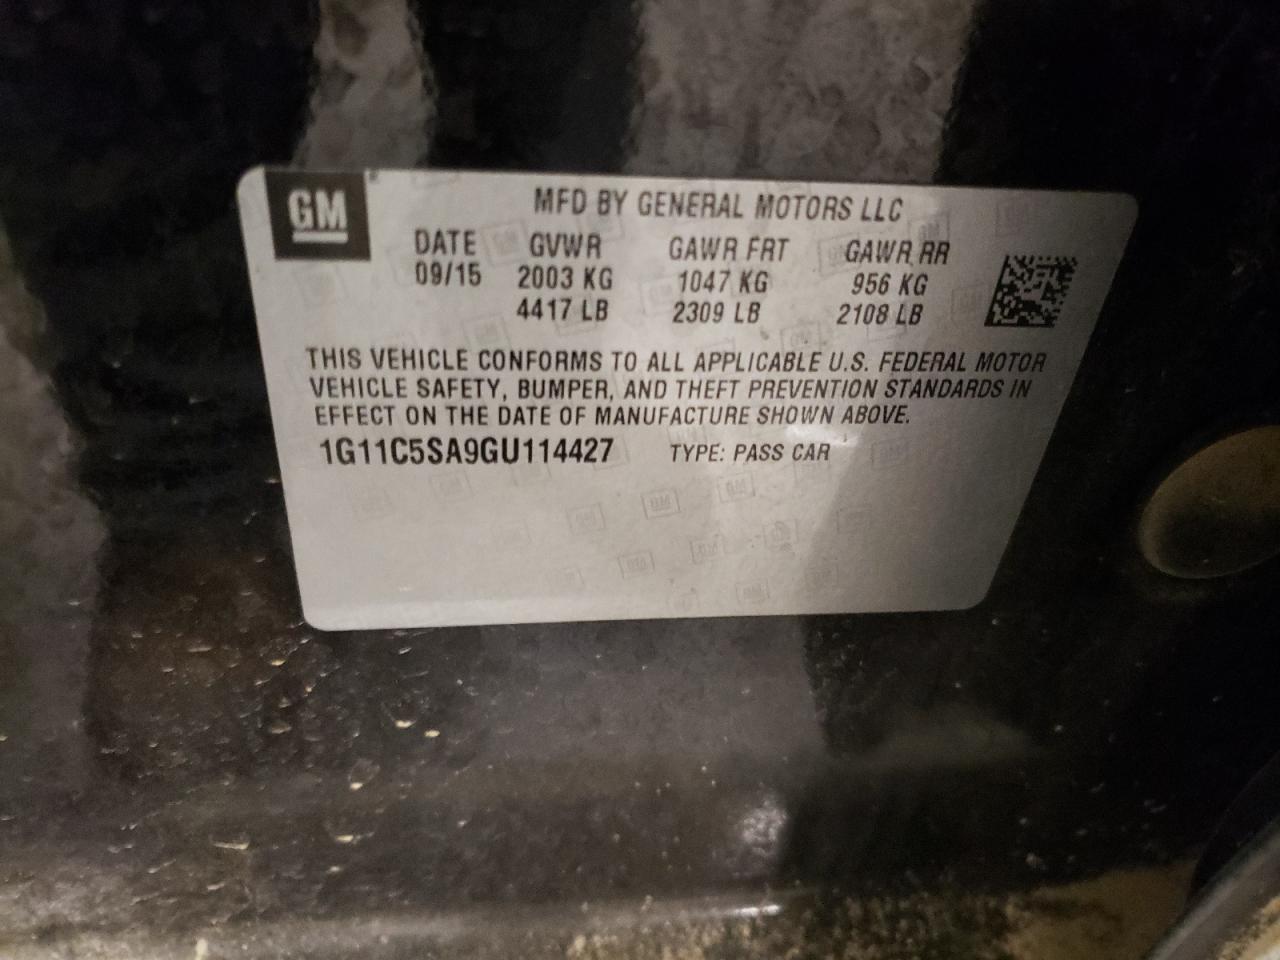 GM
MFD BY GENERAL MOTORS LLC
DATE GVWR GAWR FRT GAWR RR
09/15 2003 KG 1047 KG 956 KG
4417 LB 2309 LB 2108 LB
THIS VEHICLE CONFORMS TO ALL APPLICABLE U.S. FEDERAL MOTOR
VEHICLE SAFETY, BUMPER, AND THEFT PREVENTION STANDARDS IN
EFFECT ON THE DATE OF MANUFACTURE SHOWN ABOVE.
1G11C5SA9GU114427 TYPE: PASS CAR